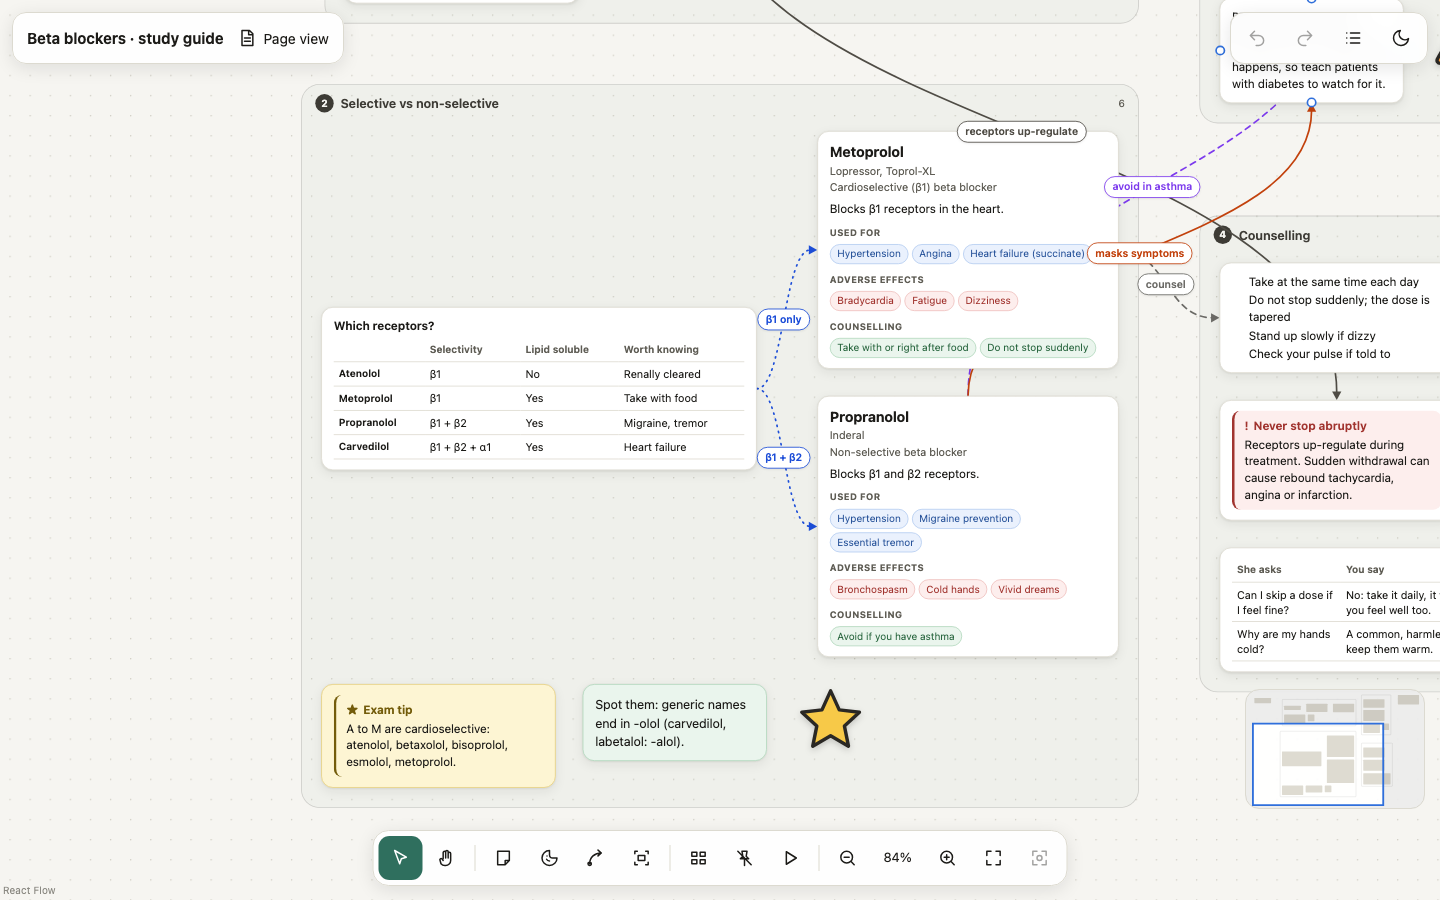 Beta blockers · study guide
Page view
happens, so teach patients
with diabetes to watch for it.
2 Selective vs non-selective
6
receptors up-regulate
Metoprolol
Lopressor, Toprol-XL
Cardioselective (β1) beta blocker
Blocks β1 receptors in the heart.
USED FOR
Hypertension Angina Heart failure (succinate)
ADVERSE EFFECTS
Bradycardia Fatigue Dizziness
COUNSELLING
Take with or right after food Do not stop suddenly
avoid in asthma
masks symptoms
counsel
β1 only
β1 + β2
Which receptors?
Selectivity Lipid soluble Worth knowing
Atenolol β1 No Renally cleared
Metoprolol β1 Yes Take with food
Propranolol β1 + β2 Yes Migraine, tremor
Carvedilol β1 + β2 + α1 Yes Heart failure
Propranolol
Inderal
Non-selective beta blocker
Blocks β1 and β2 receptors.
USED FOR
Hypertension Migraine prevention
Essential tremor
ADVERSE EFFECTS
Bronchospasm Cold hands Vivid dreams
COUNSELLING
Avoid if you have asthma
Exam tip
A to M are cardioselective:
atenolol, betaxolol, bisoprolol,
esmolol, metoprolol.
Spot them: generic names
end in -olol (carvedilol,
labetalol: -alol).
4 Counselling
Take at the same time each day
Do not stop suddenly; the dose is
tapered
Stand up slowly if dizzy
Check your pulse if told to
! Never stop abruptly
Receptors up-regulate during
treatment. Sudden withdrawal can
cause rebound tachycardia,
angina or infarction.
She asks You say
Can I skip a dose if No: take it daily, it
I feel fine? you feel well too.
Why are my hands A common,
cold? keep them warm.
84%
React Flow